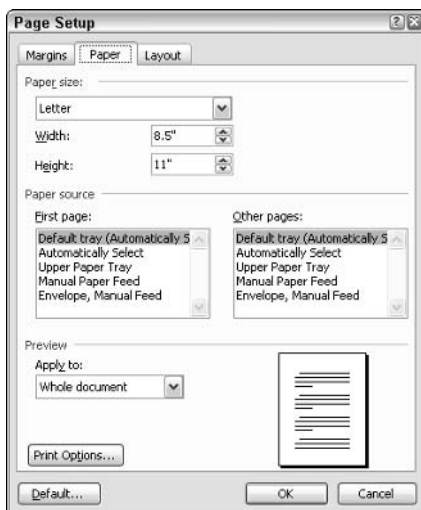 Page Setup
Margins Paper Layout
Paper size:
Letter
Width: 8.5"
Height: 11"
Paper source
First page: Other pages:
Default tray (Automatically S Default tray (Automatically S
Automatically Select Automatically Select
Upper Paper Tray Upper Paper Tray
Manual Paper Feed Manual Paper Feed
Envelope, Manual Feed Envelope, Manual Feed
Preview
Apply to:
Whole document
Print Options...
Default... OK Cancel